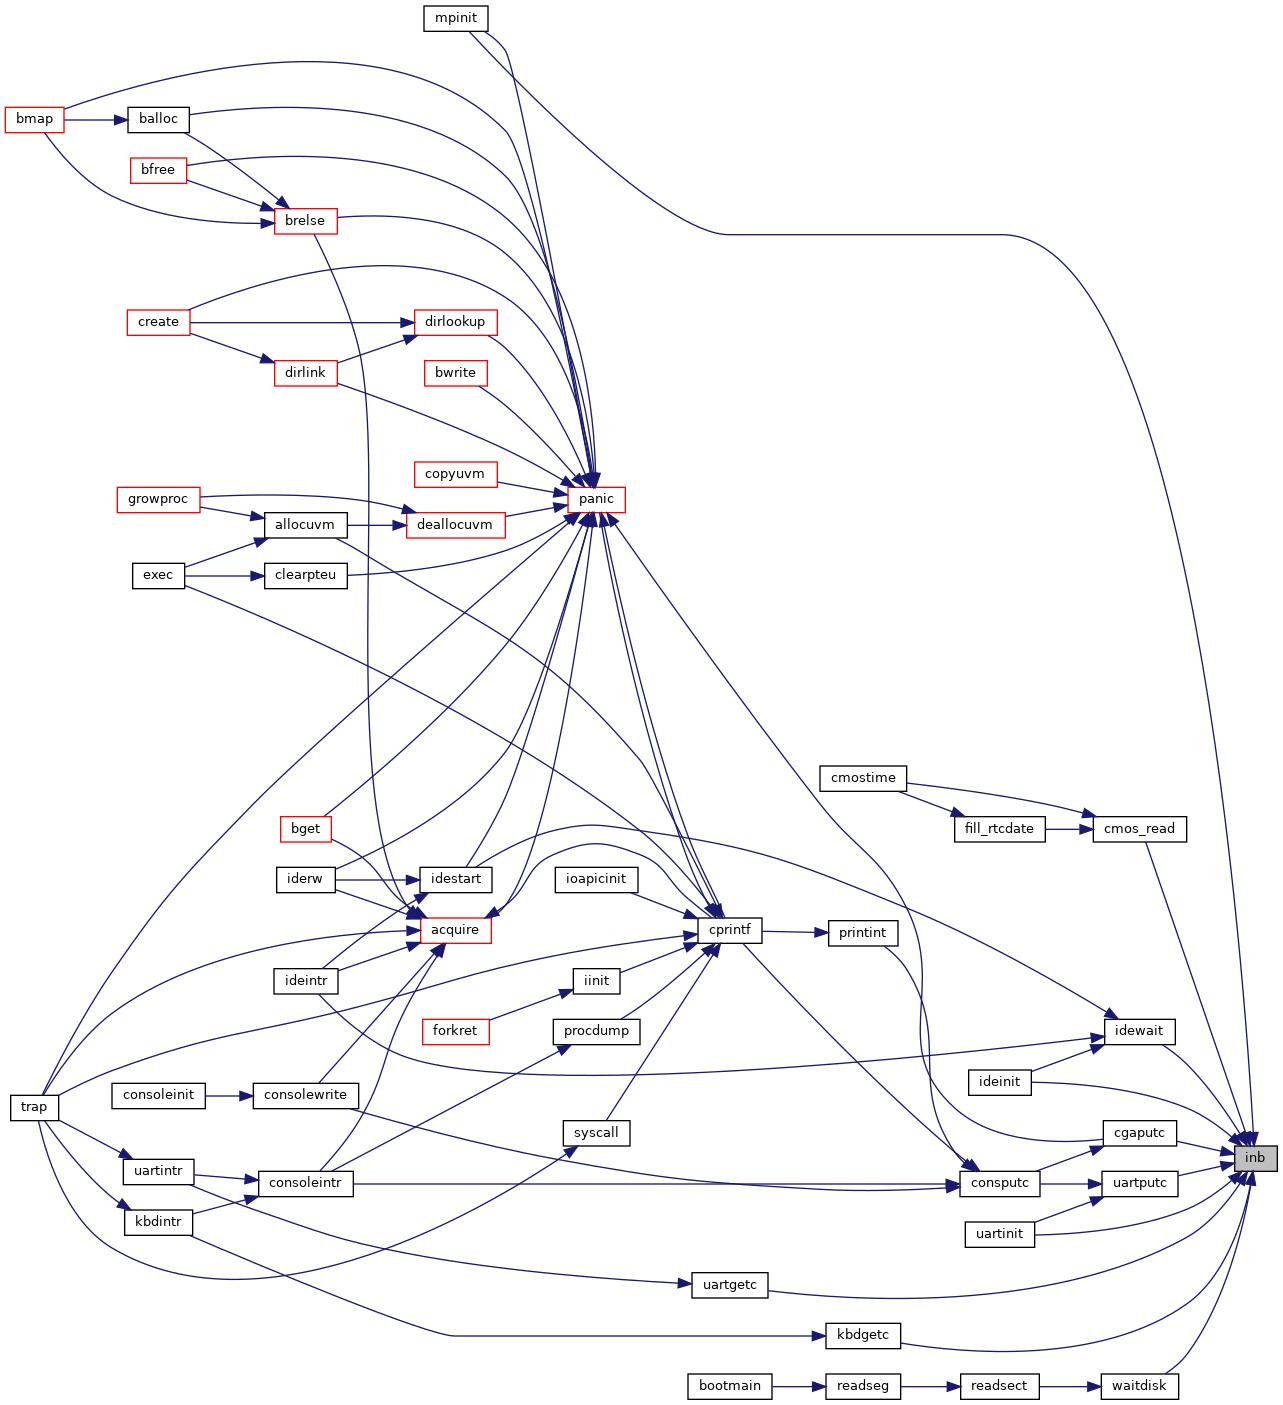 mpinit
bmap
balloc
bfree
brelse
create
dirlookup
dirlink
bwrite
copyuvm
growproc
panic
allocuvm
deallocuvm
exec
clearpteu
cmostime
bget
fill_rtcdate
cmos_read
iderw
idestart
ioapicinit
acquire
cprintf
printint
ideintr
iinit
forkret
procdump
idewait
ideinit
trap
consoleinit
consolewrite
syscall
cgaputc
inb
uartintr
consoleintr
consputc
uartputc
kbdintr
uartinit
uartgetc
kbdgetc
bootmain
readseg
readsect
waitdisk